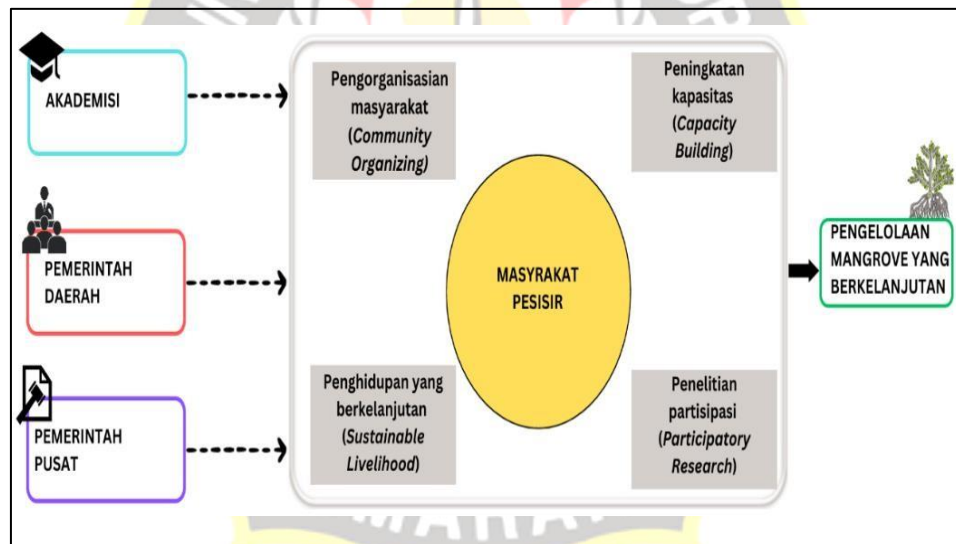 AKADEMISI
PEMERINTAH
DAERAH
PEMERINTAH
PUSAT
Pengorganisasian
masyarakat
(Community
Organizing)
Peningkatan
kapasitas
(Capacity
Building)
MASYRAKAT
PESISIR
Penghidupan yang
berkelanjutan
(Sustainable
Livelihood)
Penelitian
partisipasi
(Participatory
Research)
PENGELOLAAN
MANGROVE YANG
BERKELANJUTAN